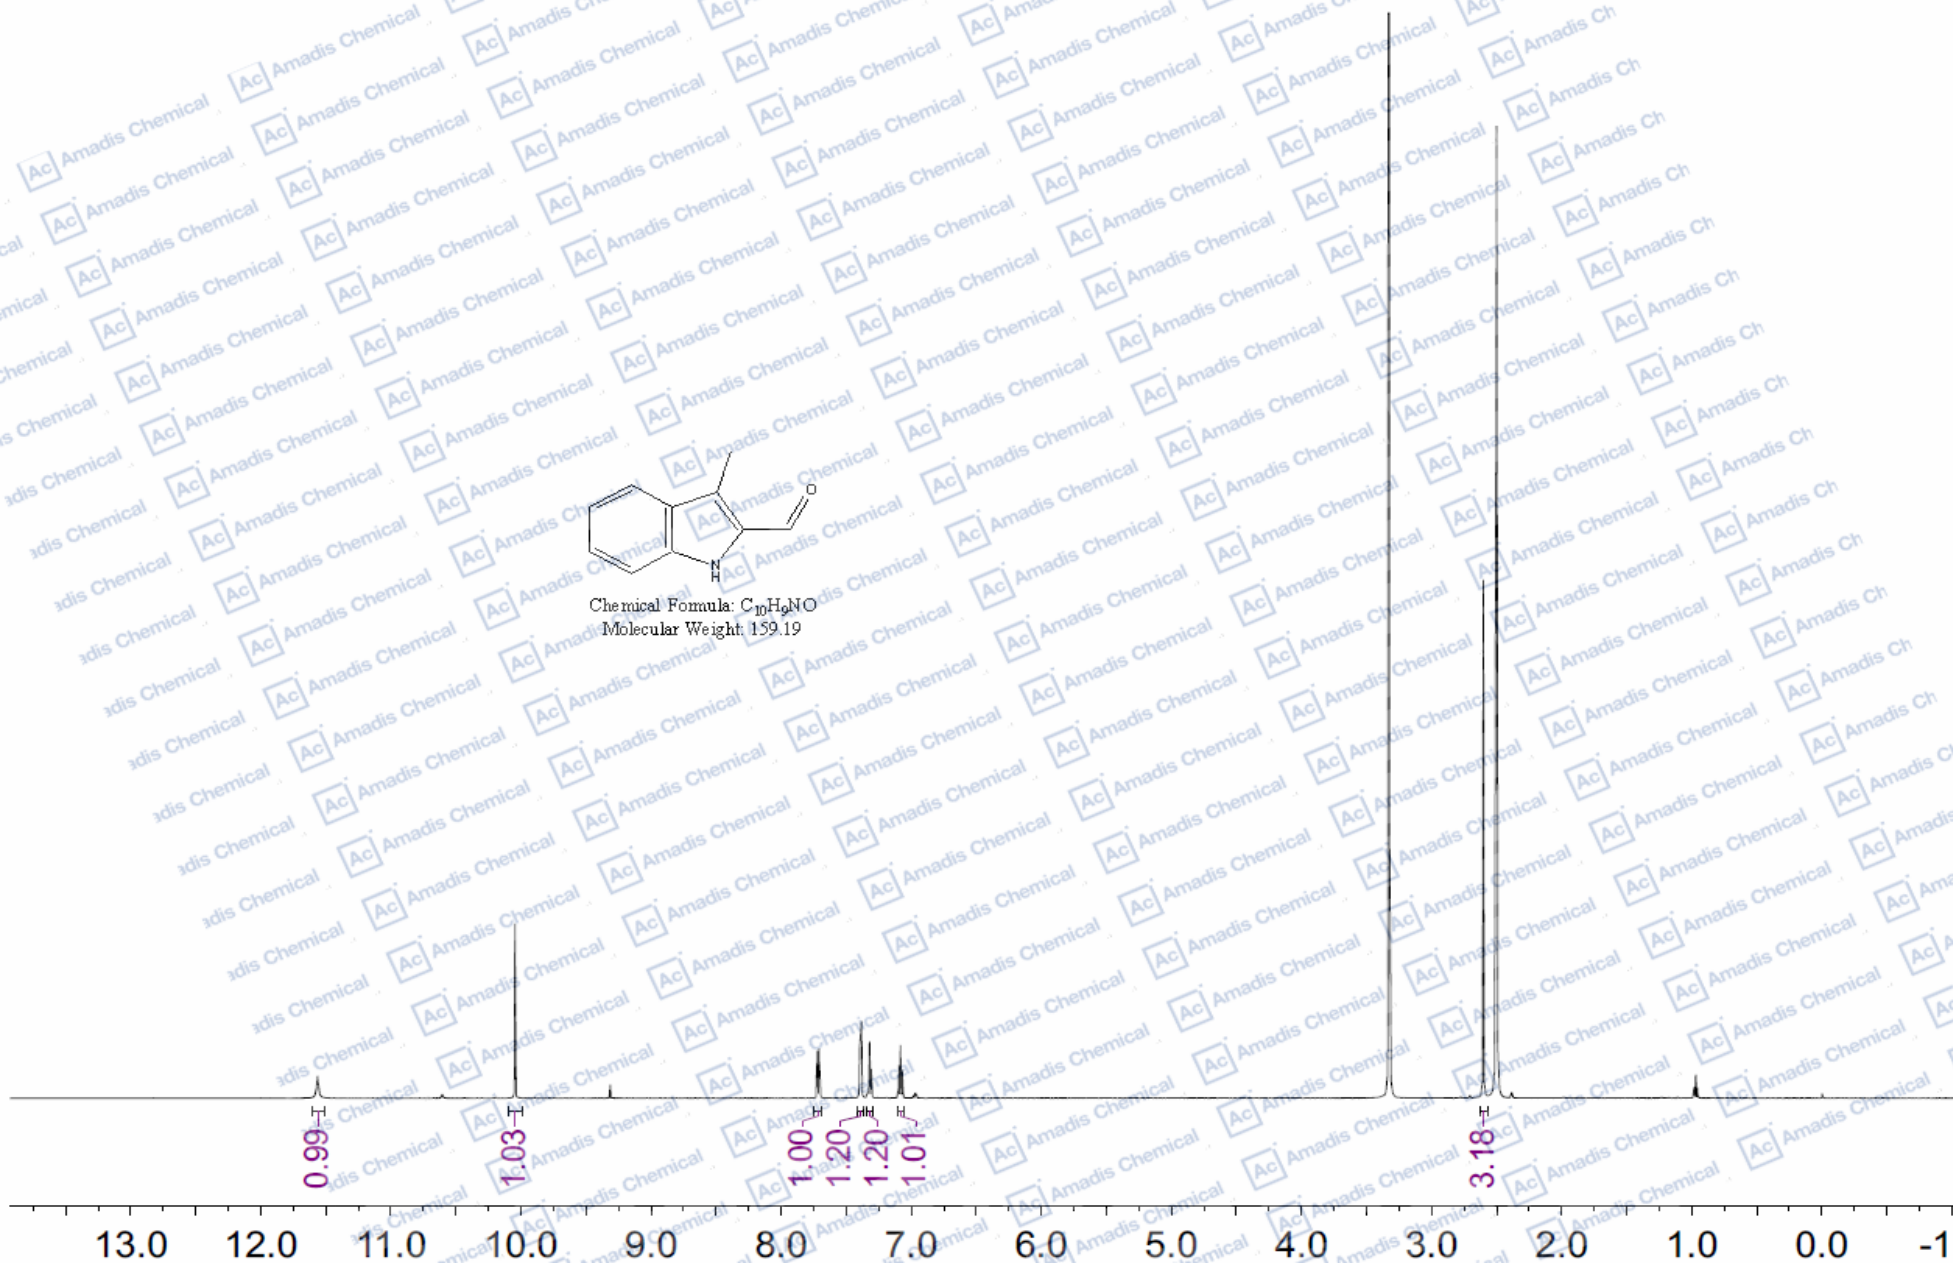 Ac Amadis Chemical
O
N
H
Chemical Formula: C10H9NO
Molecular Weight: 159.19
0.99
1.03
1.00
1.20
1.20
1.01
3.18
13.0 12.0 11.0 10.0 9.0 8.0 7.0 6.0 5.0 4.0 3.0 2.0 1.0 0.0 -1